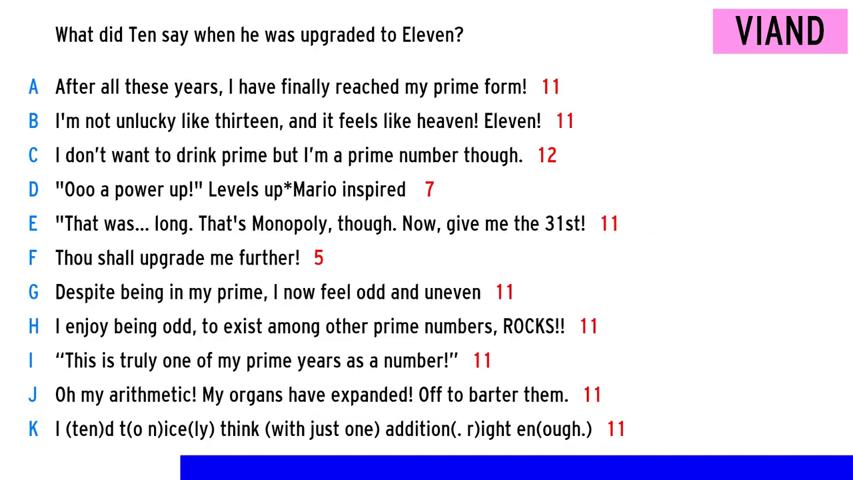 What did Ten say when he was upgraded to Eleven?
VIAND
A After all these years, I have finally reached my prime form! 11
B I'm not unlucky like thirteen, and it feels like heaven! Eleven! 11
C I don’t want to drink prime but I’m a prime number though. 12
D "Ooo a power up!" Levels up*Mario inspired 7
E "That was... long. That's Monopoly, though. Now, give me the 31st! 11
F Thou shall upgrade me further! 5
G Despite being in my prime, I now feel odd and uneven 11
H I enjoy being odd, to exist among other prime numbers, ROCKS!! 11
I “This is truly one of my prime years as a number!” 11
J Oh my arithmetic! My organs have expanded! Off to barter them. 11
K I (ten)d t(o n)ice(ly) think (with just one) addition(. r)ight en(ough.) 11